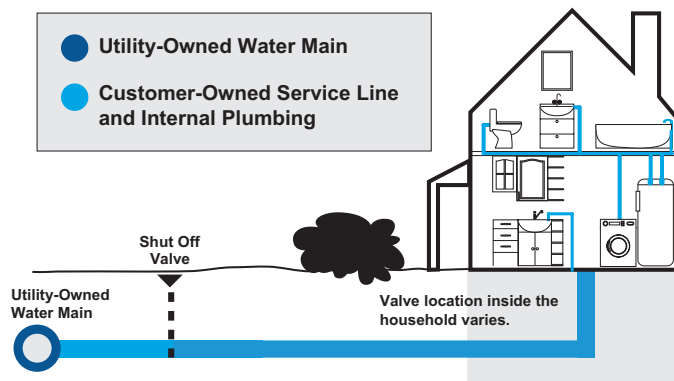 Utility-Owned Water Main
Customer-Owned Service Line
and Internal Plumbing
Shut Off
Valve
Utility-Owned
Water Main
Valve location inside the
household varies.